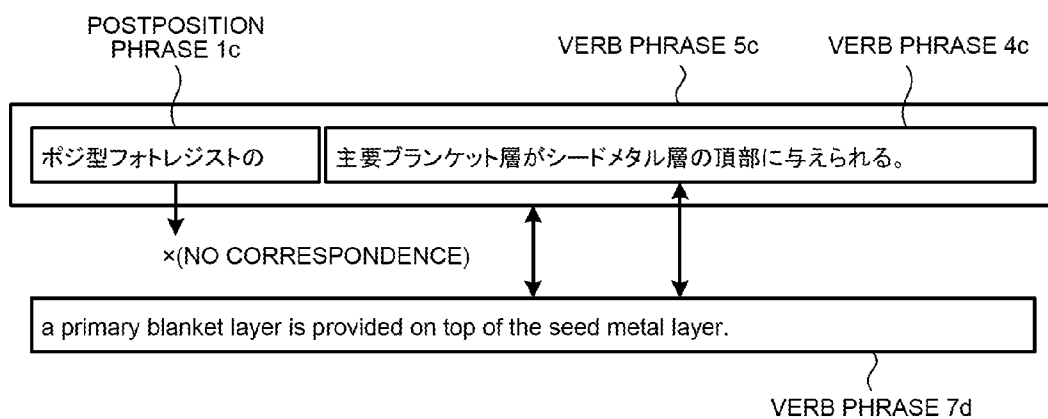 POSTPOSITION
PHRASE 1c
VERB PHRASE 5c
VERB PHRASE 4c
ポジ型フォトレジストの
主要ブランケット層がシードメタル層の頂部に与えられる。
×(NO CORRESPONDENCE)
a primary blanket layer is provided on top of the seed metal layer.
VERB PHRASE 7d